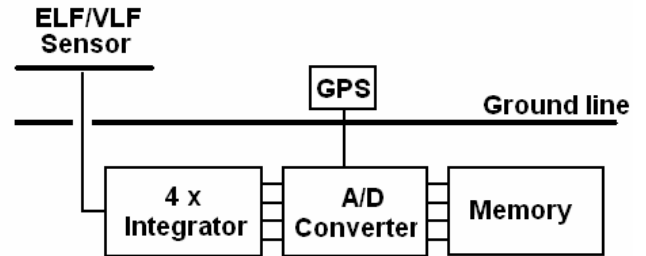 ELF/VLF
Sensor
GPS
Ground line
4 x
Integrator
A/D
Converter
Memory